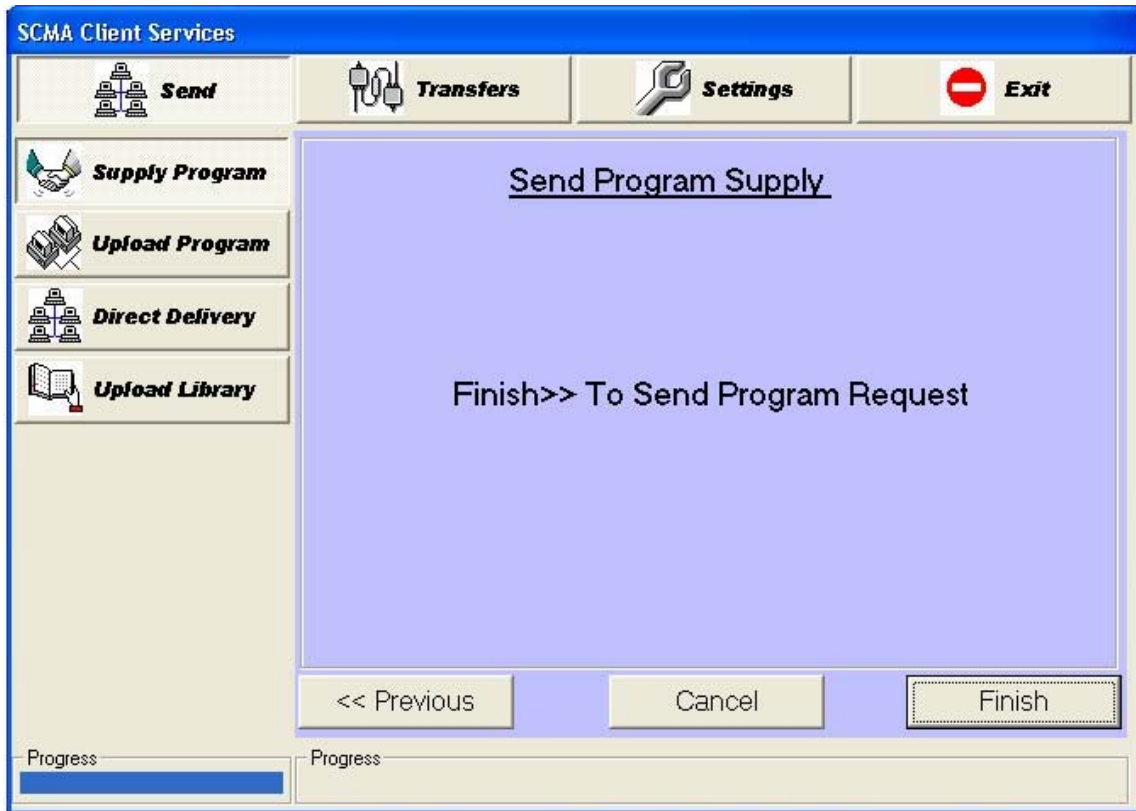 SCMA Client Services
Send
Transfers
Settings
Exit
Supply Program
Upload Program
Direct Delivery
Upload Library
Send Program Supply
Finish>> To Send Program Request
<< Previous
Cancel
Finish
Progress
Progress